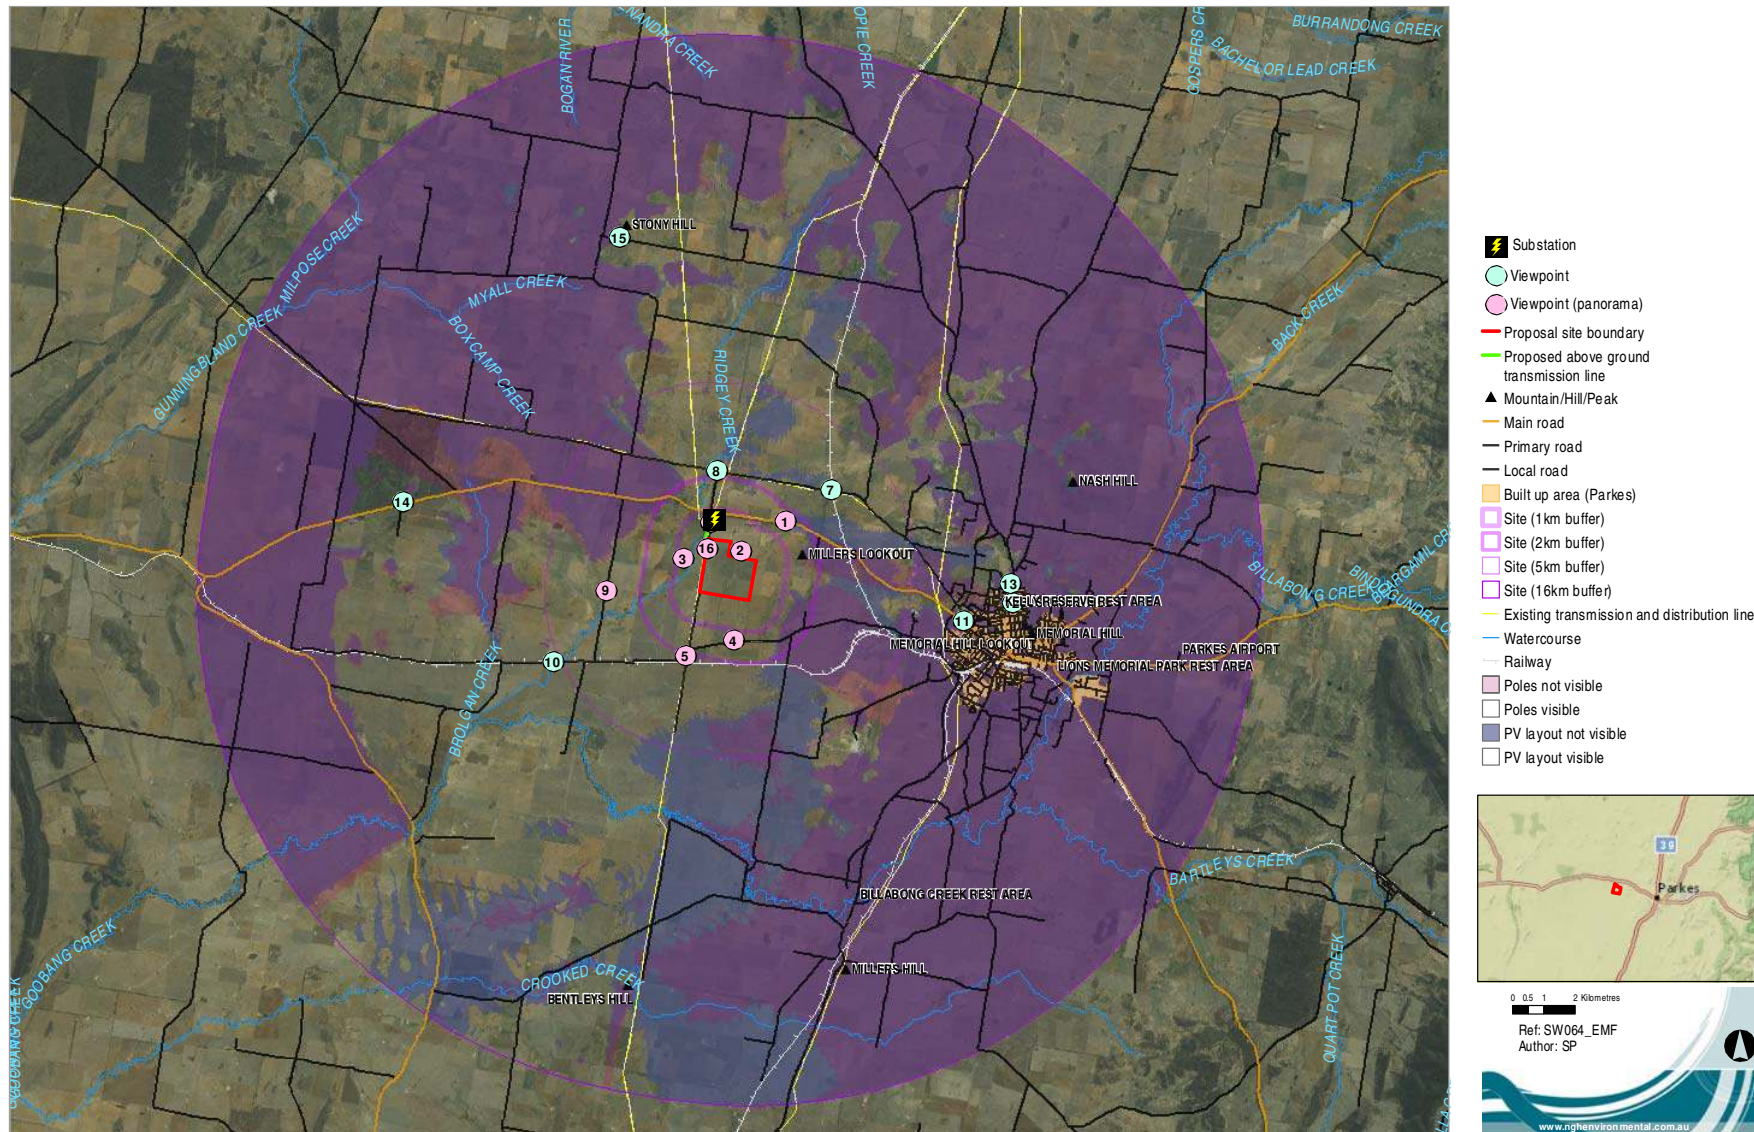 BURRANDONG CREEK
BACHELOR LEAD CREEK
GOSPERS CR
OPIE CREEK
NANDRA CREEK
BOGAN RIVER
STONY HILL
15
MILPOSE CREEK
MYALL CREEK
BOX CAMP CREEK
GUNNINGBLAND CREEK
RIDGEY CREEK
BACK CREEK
8
7
NASH HILL
14
1
16
2
3
MILLERS LOOKOUT
9
13
KELLY RESERVE REST AREA
11
MEMORIAL HILL
MEMORIAL HILL LOOKOUT
PARKES AIRPORT
LIONS MEMORIAL PARK REST AREA
BILLABONG CREEK
4
5
10
BROLGAN CREEK
BARTLEYS CREEK
BILLABONG CREEK REST AREA
GOOBANG CREEK
GOOBANG CREEK
CROOKED CREEK
BENTLEYS HILL
MILLERS HILL
QUART POT CREEK
Substation
Viewpoint
Viewpoint (panorama)
Proposal site boundary
Proposed above ground
transmission line
Mountain/Hill/Peak
Main road
Primary road
Local road
Built up area (Parkes)
Site (1km buffer)
Site (2km buffer)
Site (5km buffer)
Site (16km buffer)
Existing transmission and distribution line
Watercourse
Railway
Poles not visible
Poles visible
PV layout not visible
PV layout visible
39
Parkes
0 0.5 1 2 Kilometres
Ref: SW064_EMF
Author: SP
www.nghenvironmental.com.au